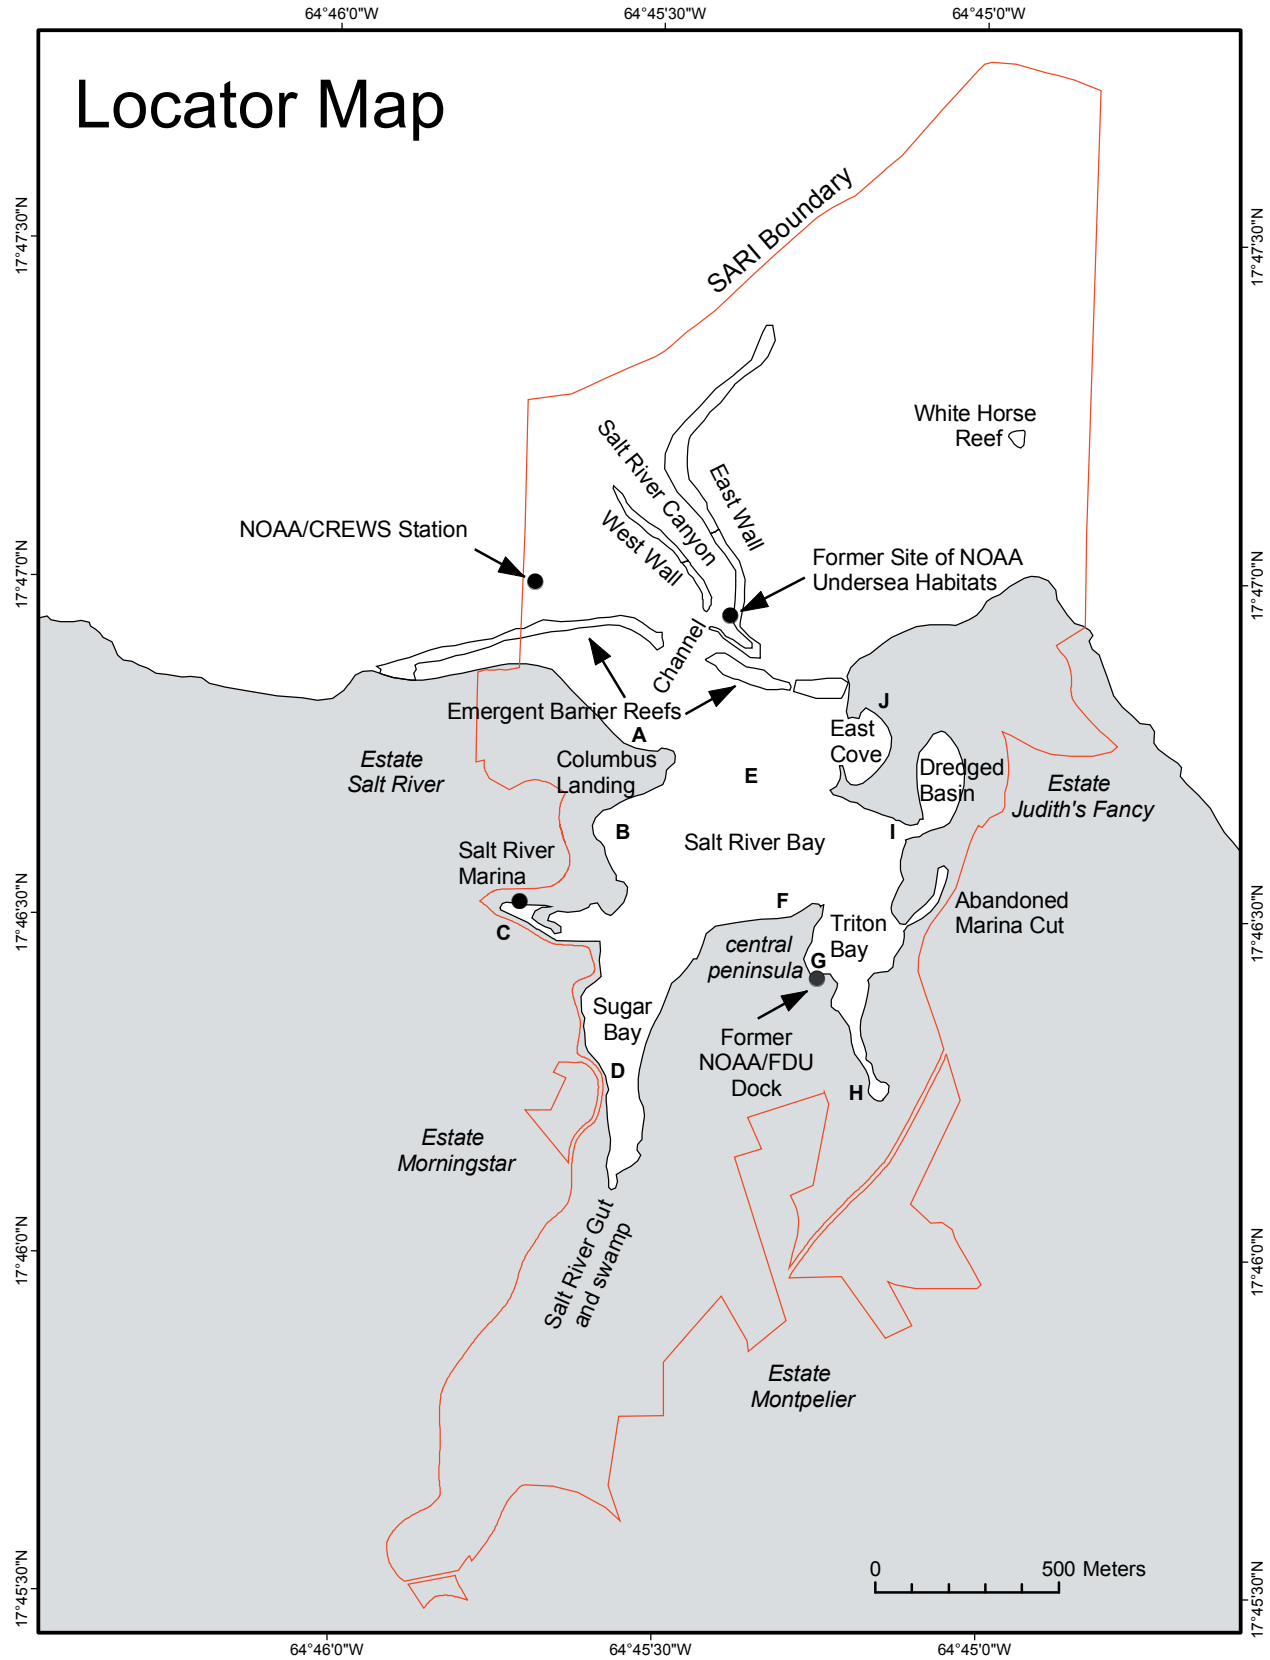 64°46'0"W
64°45'30"W
64°45'0"W
Locator Map
17°47'30"N
17°47'30"N
SARI Boundary
White Horse
Reef
Salt River Canyon
East Wall
West Wall
NOAA/CREWS Station
Former Site of NOAA
Undersea Habitats
17°47'0"N
17°47'0"N
Channel
Emergent Barrier Reefs
A
J
East
Cove
Columbus
Landing
Estate
Salt River
E
Dredged
Basin
Estate
Judith's Fancy
B
I
Salt River Bay
Salt River
Marina
C
F
Abandoned
Marina Cut
17°46'30"N
17°46'30"N
Triton
Bay
central
peninsula
G
Sugar
Bay
Former
NOAA/FDU
Dock
D
H
Estate
Morningstar
Salt River Gut
and swamp
17°46'0"N
17°46'0"N
Estate
Montpelier
0
500 Meters
17°45'30"N
17°45'30"N
64°46'0"W
64°45'30"W
64°45'0"W